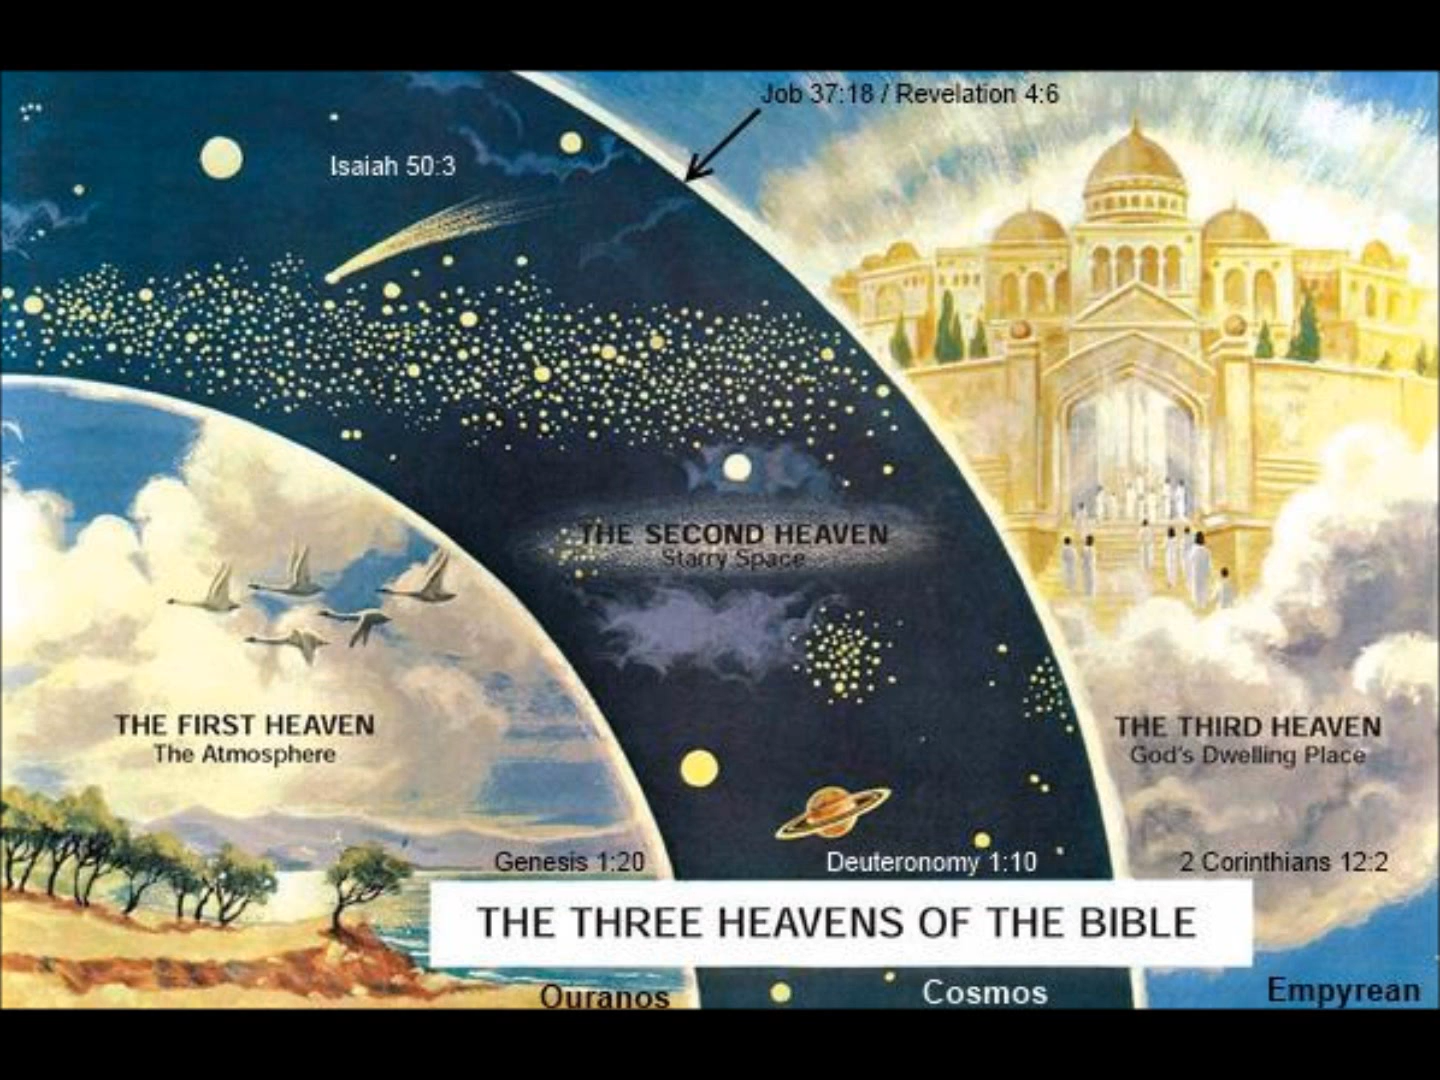 Job 37:18 / Revelation 4:6
Isaiah 50:3
THE SECOND HEAVEN
Starry Space
THE FIRST HEAVEN
The Atmosphere
THE THIRD HEAVEN
God's Dwelling Place
Genesis 1:20
Deuteronomy 1:10
2 Corinthians 12:2
THE THREE HEAVENS OF THE BIBLE
Ouranos
Cosmos
Empyrean